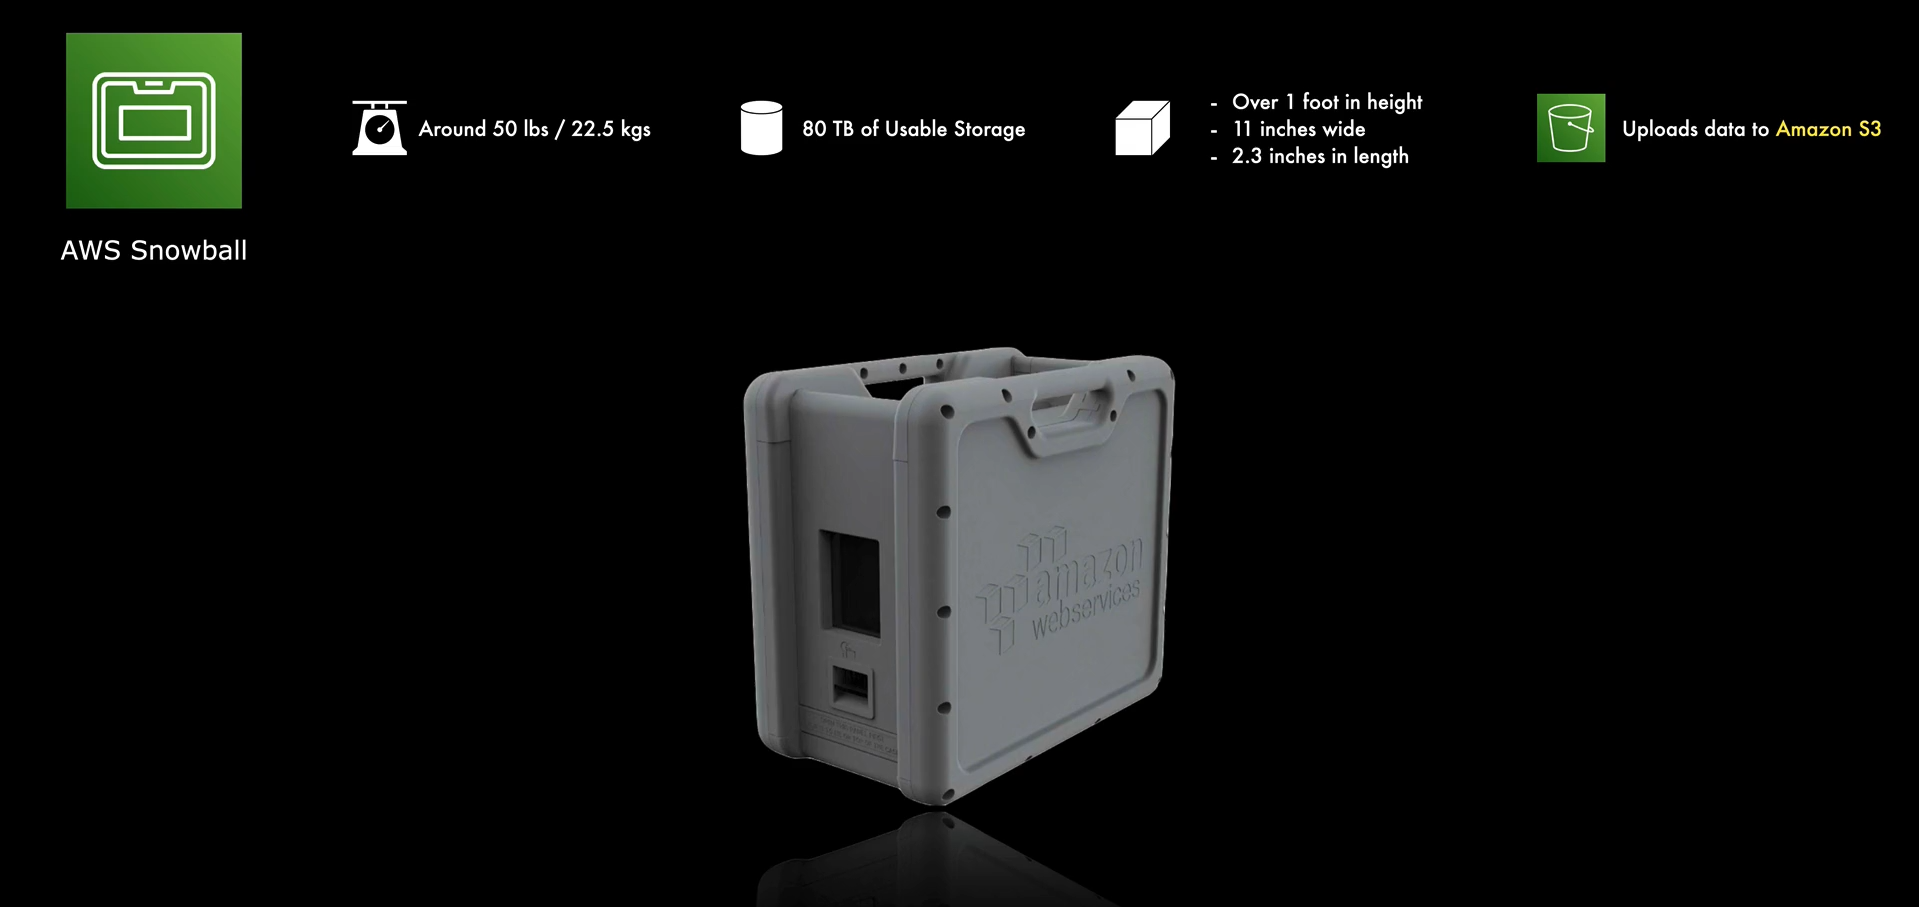 AWS Snowball
Around 50 lbs / 22.5 kgs
80 TB of Usable Storage
- Over 1 foot in height
- 11 inches wide
- 2.3 inches in length
Uploads data to Amazon S3
amazon
webservices